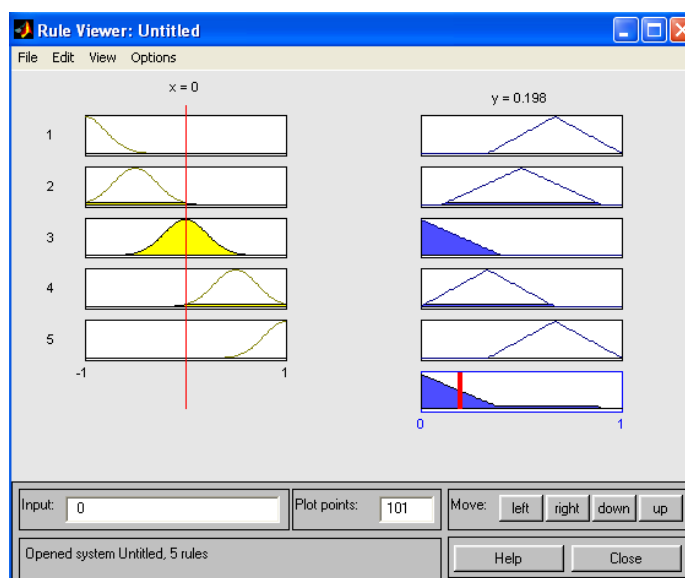 Rule Viewer: Untitled
File Edit View Options
x = 0
y = 0.198
1
2
3
4
5
-1 1
0 1
Input: 0 Plot points: 101 Move: left right down up
Opened system Untitled, 5 rules
Help Close